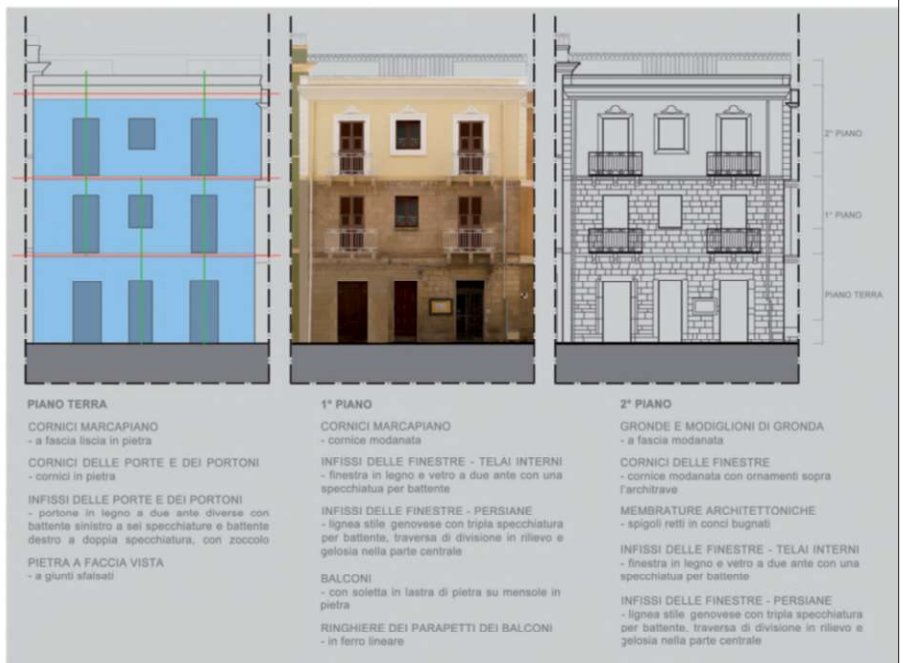 2° PIANO
1° PIANO
PIANO TERRA
PIANO TERRA
CORNICI MARCAPIANO
- a fascia liscia in pietra
CORNICI DELLE PORTE E DEI PORTONI
- cornici in pietra
INFISSI DELLE PORTE E DEI PORTONI
- portone in legno a due ante diverse con
battente sinistro a sei specchiature e battente
destro a doppia specchiatura, con zoccolo
PIETRA A FACCIA VISTA
- a giunti sfalsati
1° PIANO
CORNICI MARCAPIANO
- cornice modanata
INFISSI DELLE FINESTRE - TELAI INTERNI
- finestra in legno e vetro a due ante con una
specchiatua per battente
INFISSI DELLE FINESTRE - PERSIANE
- lignea stile genovese con tripla specchiatura
per battente, traversa di divisione in rilievo e
gelosia nella parte centrale
BALCONI
- con soletta in lastra di pietra su mensole in
pietra
RINGHIERE DEI PARAPETTI DEI BALCONI
- in ferro lineare
2° PIANO
GRONDE E MODIGLIONI DI GRONDA
- a fascia modanata
CORNICI DELLE FINESTRE
- cornice modanata con ornamenti sopra
l'architrave
MEMBRATURE ARCHITETTONICHE
- spigoli retti in conci bugnati
INFISSI DELLE FINESTRE - TELAI INTERNI
- finestra in legno e vetro a due ante con una
specchiatua per battente
INFISSI DELLE FINESTRE - PERSIANE
- lignea stile genovese con tripla specchiatura
per battente, traversa di divisione in rilievo e
gelosia nella parte centrale